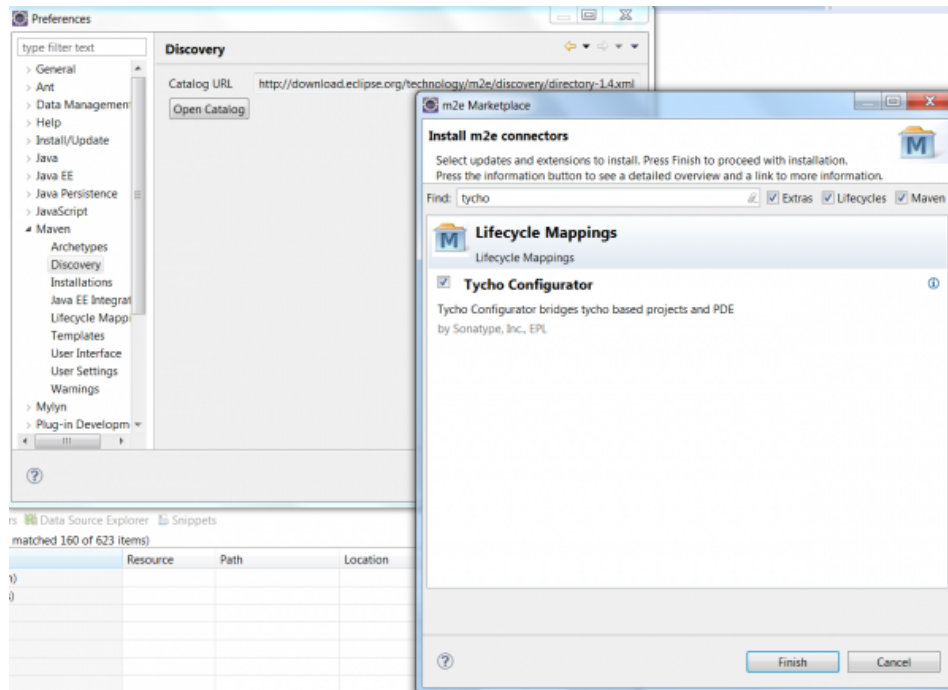 Preferences
type filter text
General
Ant
Data Management
Help
Install/Update
Java
Java EE
Java Persistence
JavaScript
Maven
Archetypes
Discovery
Installations
Java EE Integrat
Lifecycle Mappi
Templates
User Interface
User Settings
Warnings
Mylyn
Plug-in Developm
Discovery
Catalog URL http://download.eclipse.org/technology/m2e/discovery/directory-1.4.xml
Open Catalog
m2e Marketplace
Install m2e connectors
Select updates and extensions to install. Press Finish to proceed with installation.
Press the information button to see a detailed overview and a link to more information.
Find: tycho Extras Lifecycles Maven
M
M
Lifecycle Mappings
Lifecycle Mappings
Tycho Configurator
Tycho Configurator bridges tycho based projects and PDE
by Sonatype, Inc., EPL
Finish Cancel
rs Data Source Explorer Snippets
matched 160 of 623 items)
Resource Path Location